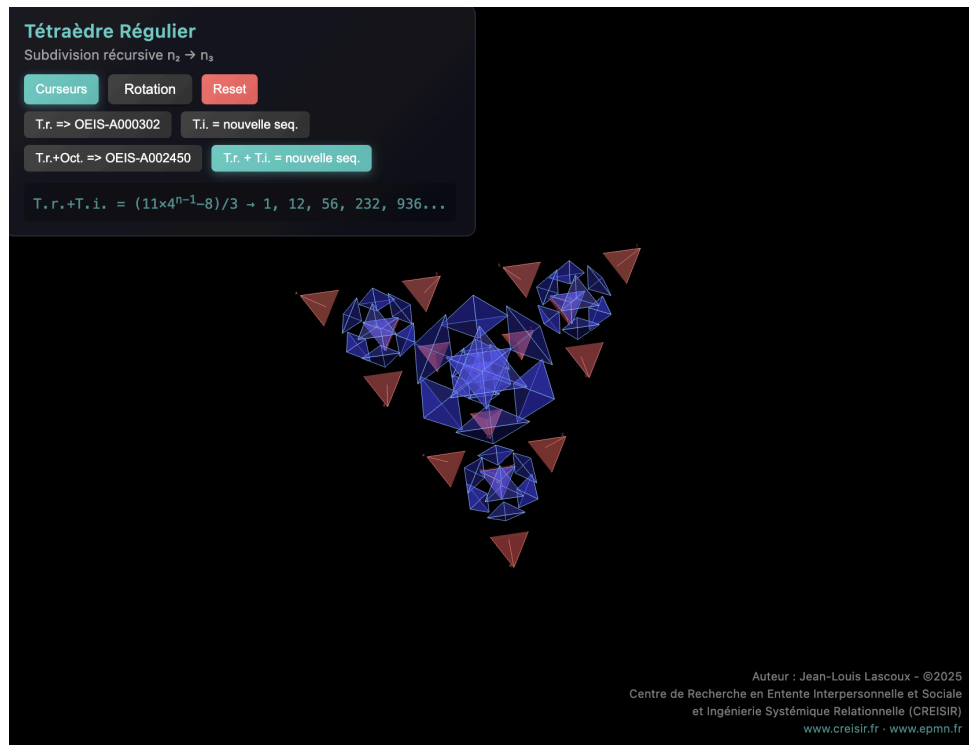 Tétraèdre Régulier
Subdivision récursive n₂ → n₃
Curseurs Rotation Reset
T.r. => OEIS-A000302 T.i. = nouvelle seq.
T.r.+Oct. => OEIS-A002450 T.r. + T.i. = nouvelle seq.
T.r.+T.i. = (11×4ⁿ⁻¹−8)/3 → 1, 12, 56, 232, 936...
Auteur : Jean-Louis Lascoux - ©2025
Centre de Recherche en Entente Interpersonnelle et Sociale
et Ingénierie Systémique Relationnelle (CREISIR)
www.creisir.fr · www.epmn.fr